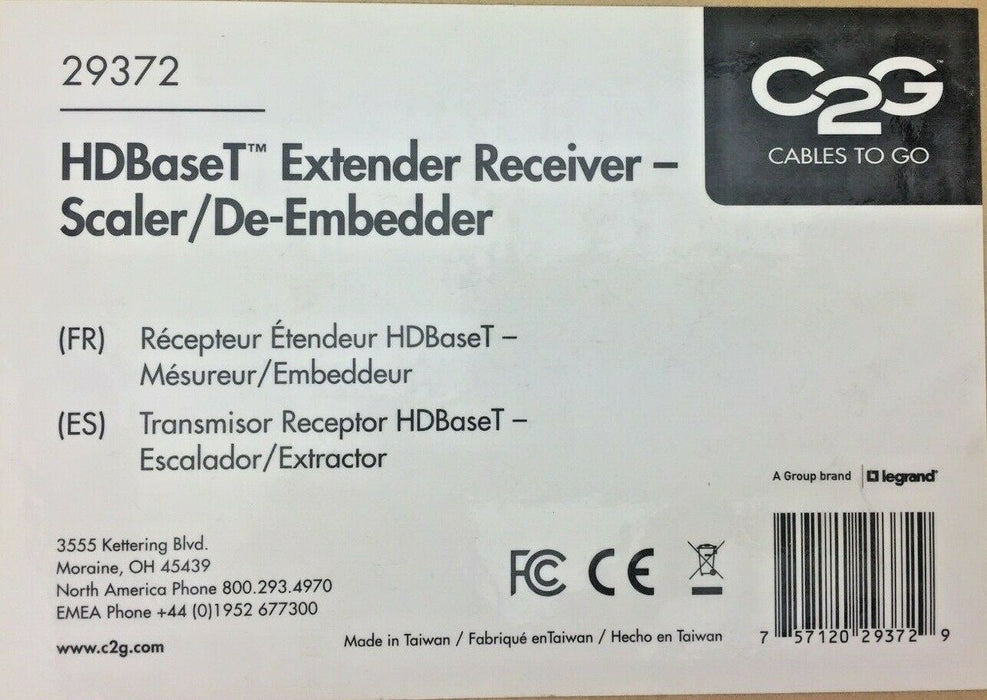 29372
C2G™
CABLES TO GO
HDBaseT™ Extender Receiver –
Scaler/De-Embedder
(FR) Récepteur Étendeur HDBaseT –
Mésureur/Embeddeur
(ES) Transmisor Receptor HDBaseT –
Escalador/Extractor
A Group brand | legrand®
3555 Kettering Blvd.
Moraine, OH 45439
North America Phone 800.293.4970
EMEA Phone +44 (0)1952 677300
www.c2g.com
FC CE
Made in Taiwan / Fabriqué enTaiwan / Hecho en Taiwan
7 57120 29372 9